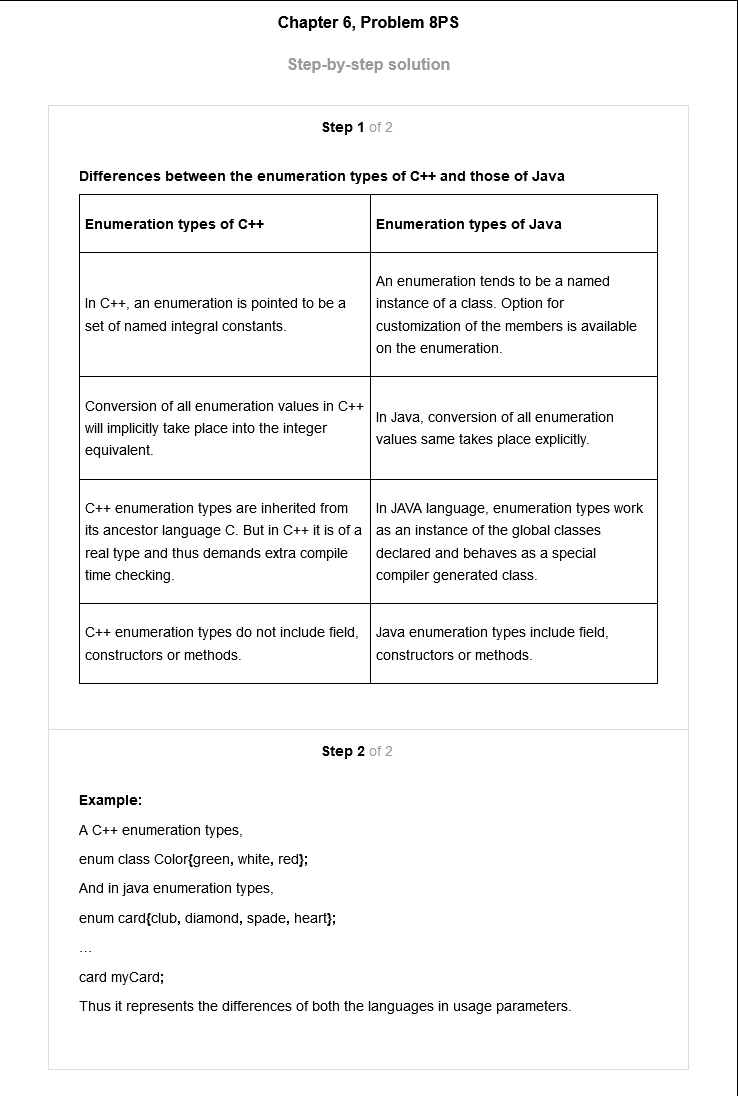 Chapter 6, Problem 8PS
Step-by-step solution
Step 1 of 2
Differences between the enumeration types of C++ and those of Java
Enumeration types of C++
Enumeration types of Java
In C++, an enumeration is pointed to be a
set of named integral constants.
An enumeration tends to be a named
instance of a class. Option for
customization of the members is available
on the enumeration.
Conversion of all enumeration values in C++
will implicitly take place into the integer
equivalent.
In Java, conversion of all enumeration
values same takes place explicitly.
C++ enumeration types are inherited from
its ancestor language C. But in C++ it is of a
real type and thus demands extra compile
time checking.
In JAVA language, enumeration types work
as an instance of the global classes
declared and behaves as a special
compiler generated class.
C++ enumeration types do not include field,
constructors or methods.
Java enumeration types include field,
constructors or methods.
Step 2 of 2
Example:
A C++ enumeration types,
enum class Color{green, white, red};
And in java enumeration types,
enum card{club, diamond, spade, heart};
...
card myCard;
Thus it represents the differences of both the languages in usage parameters.